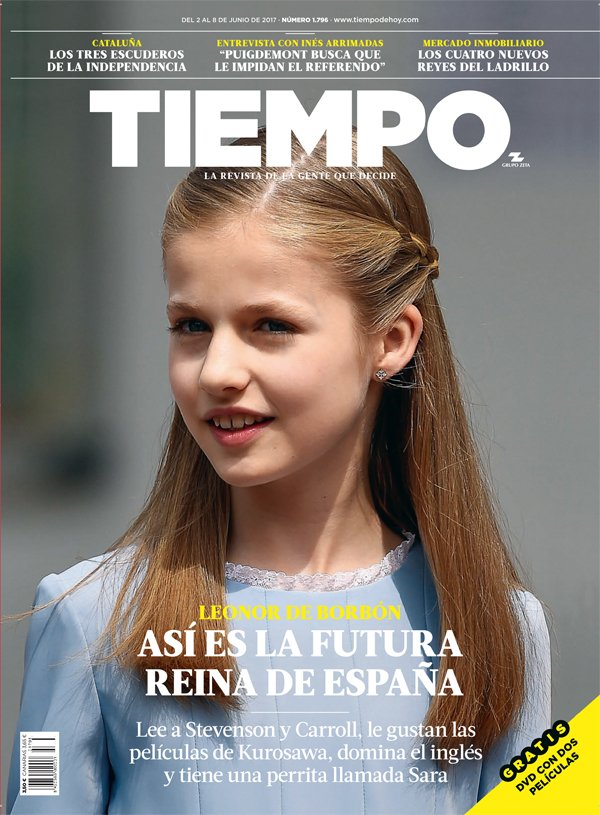 DEL 2 AL 8 DE JUNIO DE 2017 · NÚMERO 1.796 · www.tiempodehoy.com
CATALUÑA
LOS TRES ESCUDEROS
DE LA INDEPENDENCIA
ENTREVISTA CON INÉS ARRIMADAS
“PUIGDEMONT BUSCA QUE
LE IMPIDAN EL REFERENDO”
MERCADO INMOBILIARIO
LOS CUATRO NUEVOS
REYES DEL LADRILLO
TIEMPO
GRUPO ZETA
LA REVISTA DE LA GENTE QUE DECIDE
LEONOR DE BORBÓN
ASÍ ES LA FUTURA
REINA DE ESPAÑA
Lee a Stevenson y Carroll, le gustan las
películas de Kurosawa, domina el inglés
y tiene una perrita llamada Sara
GRATIS
DVD CON DOS
PELÍCULAS
3,50 € CANARIAS 3,65 €